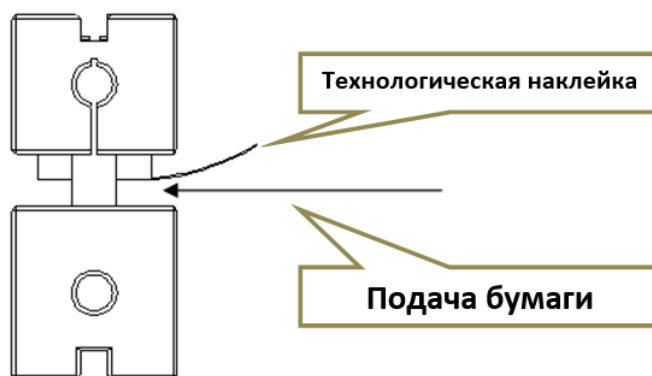 Технологическая наклейка
Подача бумаги